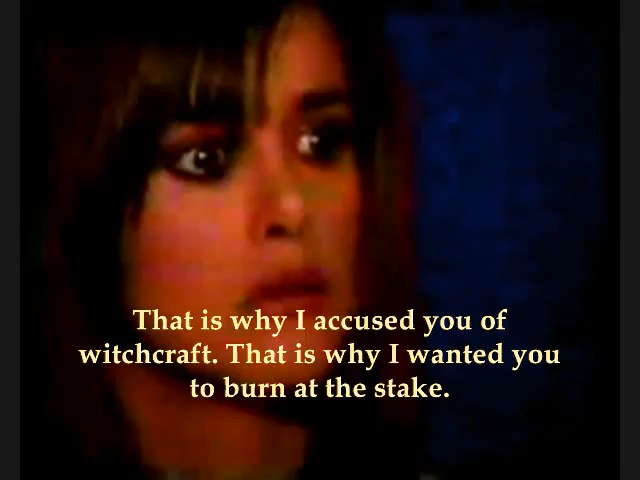 That is why I accused you of
witchcraft. That is why I wanted you
to burn at the stake.